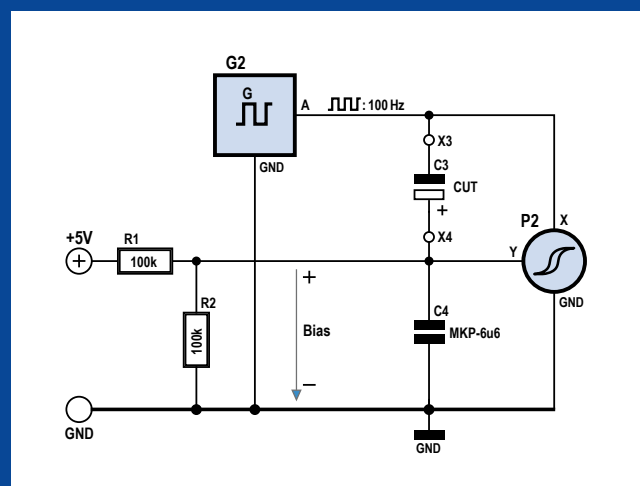 G2
G
A
: 100 Hz
GND
X3
C3
CUT
+
X4
P2
X
Y
GND
+5V
+
R1
100k
R2
100k
+
Bias
–
C4
MKP-6u6
GND
GND